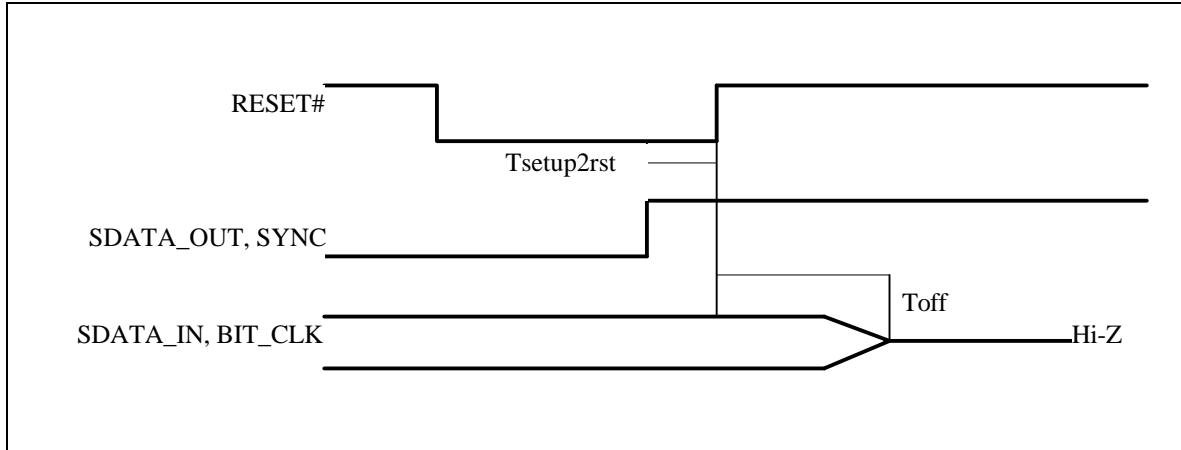 RESET#
Tsetup2rst
SDATA_OUT, SYNC
Toff
SDATA_IN, BIT_CLK
Hi-Z